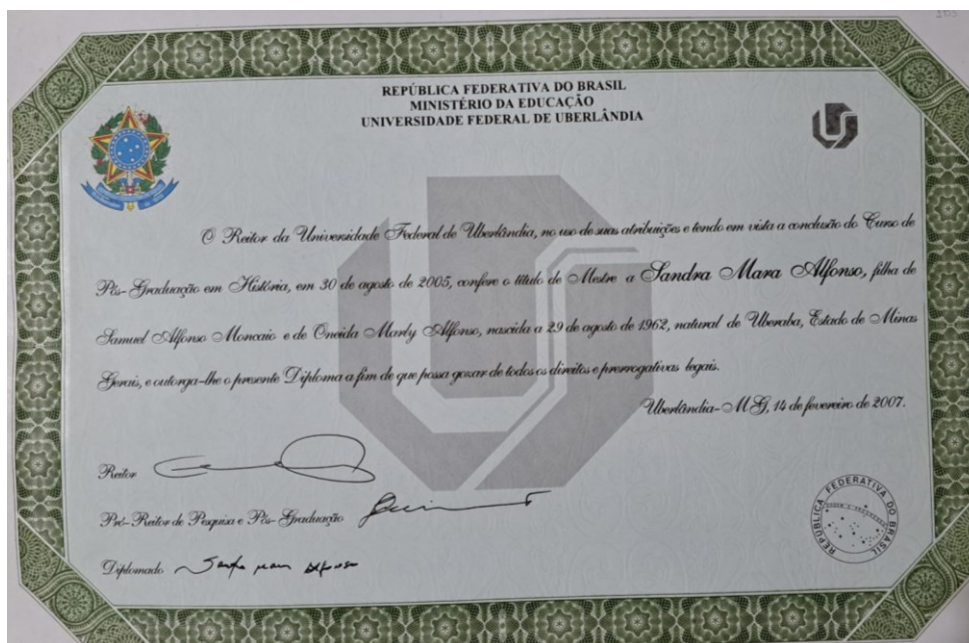 REPÚBLICA FEDERATIVA DO BRASIL
MINISTÉRIO DA EDUCAÇÃO
UNIVERSIDADE FEDERAL DE UBERLÂNDIA
O Reitor da Universidade Federal de Uberlândia, no uso de suas atribuições e tendo em vista a conclusão do Curso de
Pós-Graduação em História, em 30 de agosto de 2005, confere o título de Mestre a Sandra Mara Alfonso, filha de
Samuel Alfonso Moncaio e de Oneida Marly Alfonso, nascida a 29 de agosto de 1962, natural de Uberaba, Estado de Minas
Gerais, e outorga-lhe o presente Diploma a fim de que possa gozar de todos os direitos e prerrogativas legais.
Uberlândia-MG, 14 de fevereiro de 2007.
Reitor
Pró-Reitor de Pesquisa e Pós-Graduação
Diplomado Sandra Mara Alfonso
REPÚBLICA FEDERATIVA DO BRASIL